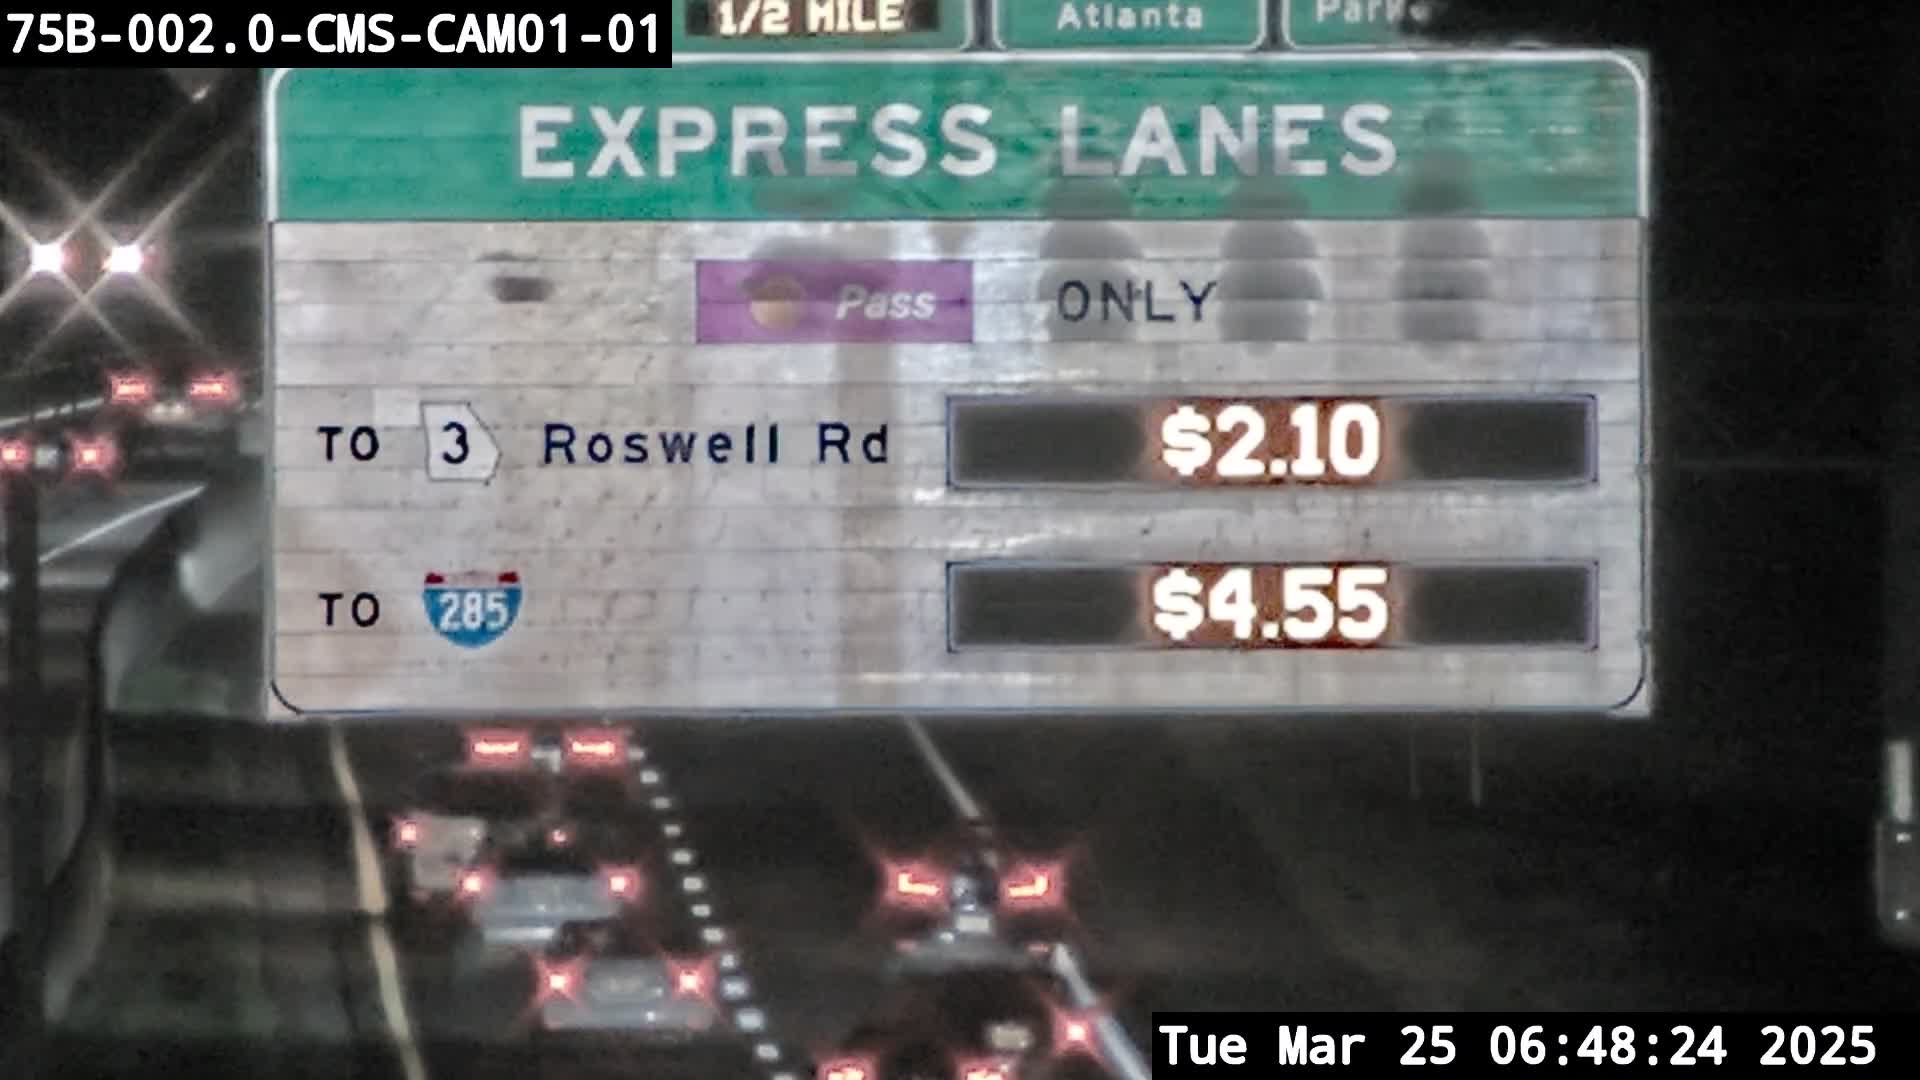 75B-002.0-CMS-CAM01-01
1/2 MILE
Atlanta
EXPRESS LANES
Pass ONLY
TO 3 Roswell Rd $2.10
TO 285 $4.55
Tue Mar 25 06:48:24 2025